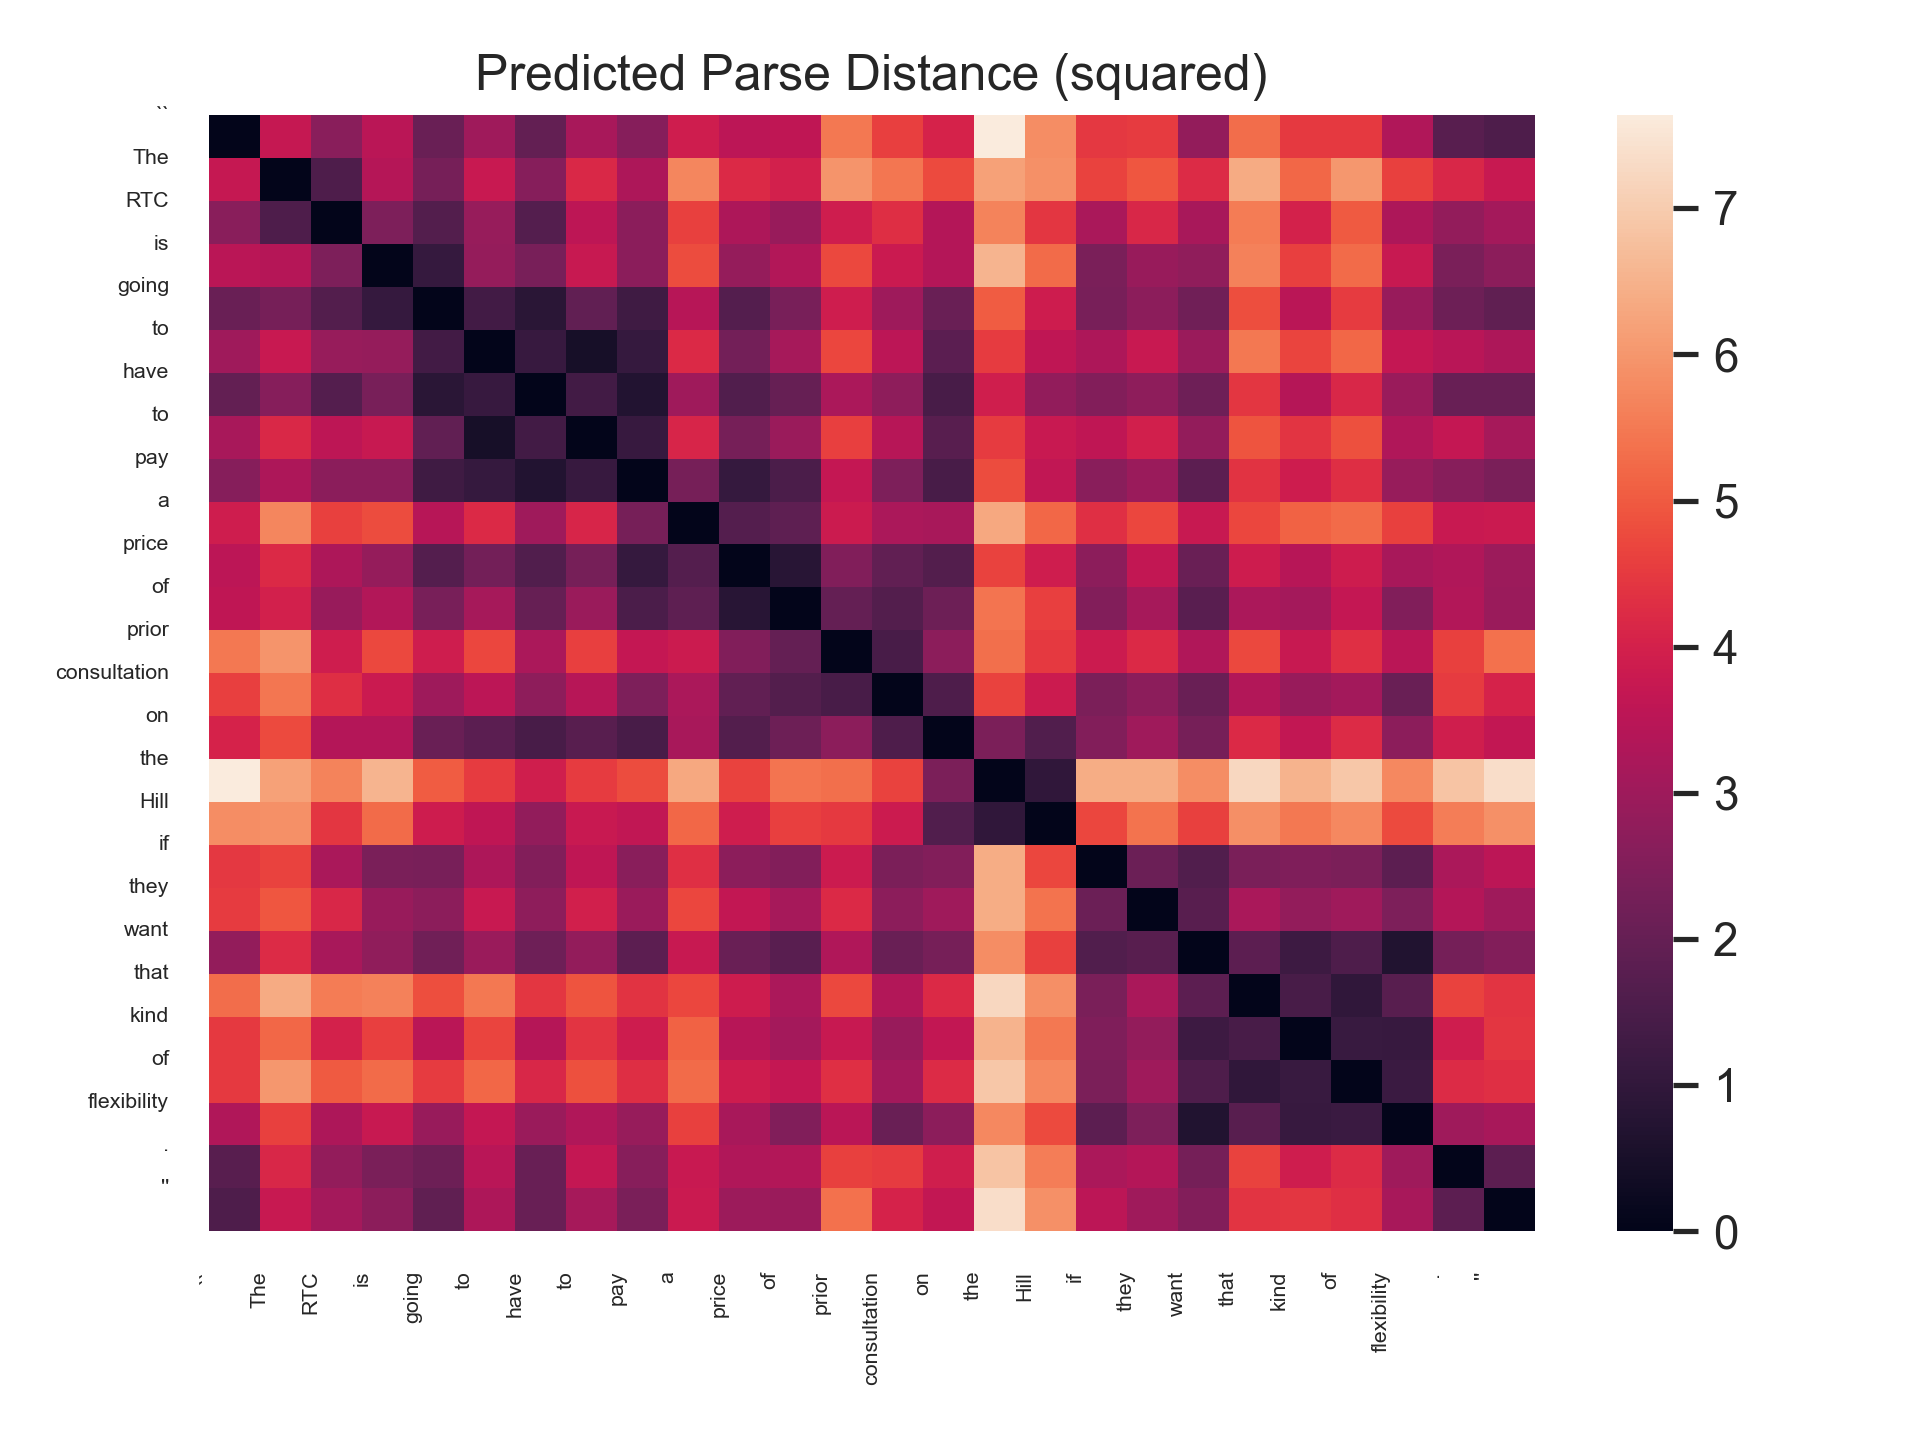 Predicted Parse Distance (squared)
``
The
RTC
is
going
to
have
to
pay
a
price
of
prior
consultation
on
the
Hill
if
they
want
that
kind
of
flexibility
.
''
7
6
5
4
3
2
1
0
``
The
RTC
is
going
to
have
to
pay
a
price
of
prior
consultation
on
the
Hill
if
they
want
that
kind
of
flexibility
.
''